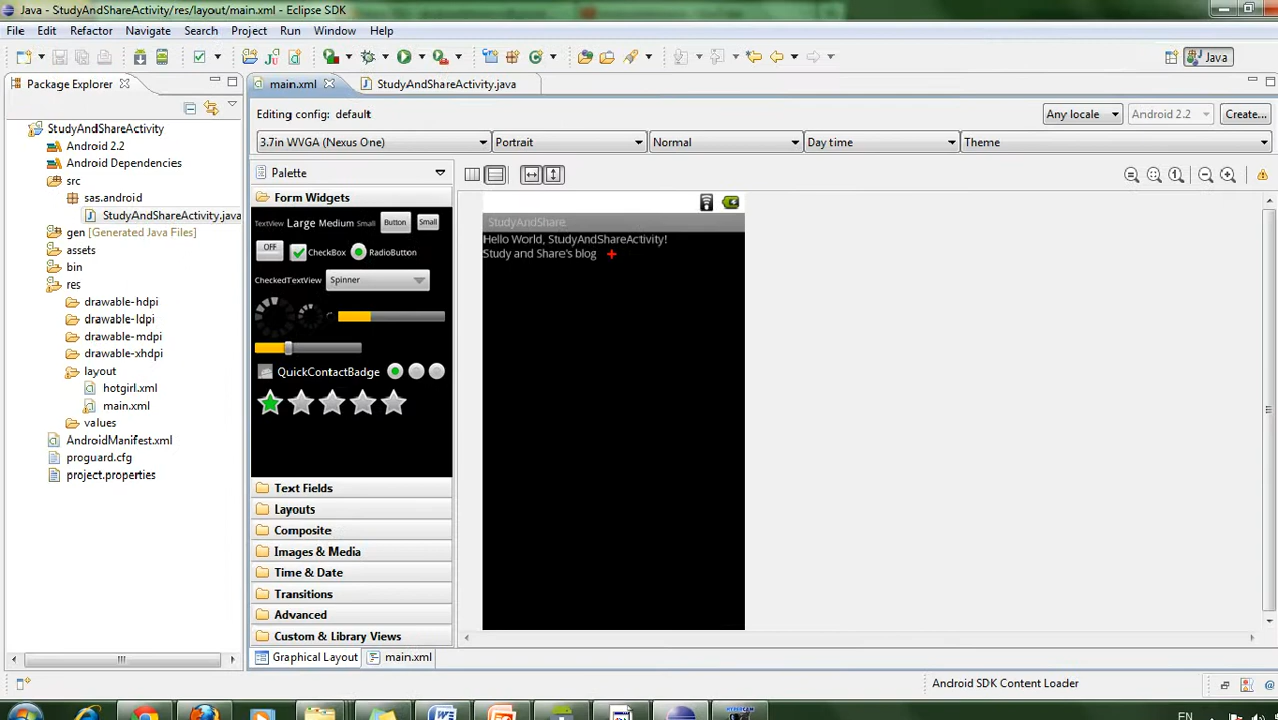 Java - StudyAndShareActivity/res/layout/main.xml - Eclipse SDK
File Edit Refactor Navigate Search Project Run Window Help
Java
Package Explorer
main.xml
StudyAndShareActivity.java
Editing config: default
Any locale
Android 2.2
Create...
3.7in WVGA (Nexus One)
Portrait
Normal
Day time
Theme
StudyAndShareActivity
Android 2.2
Android Dependencies
src
sas.android
StudyAndShareActivity.java
gen [Generated Java Files]
assets
bin
res
drawable-hdpi
drawable-ldpi
drawable-mdpi
drawable-xhdpi
layout
hotgirl.xml
main.xml
values
AndroidManifest.xml
proguard.cfg
project.properties
Palette
Form Widgets
TextView Large Medium Small Button Small
OFF CheckBox RadioButton
CheckedTextView Spinner
QuickContactBadge
Text Fields
Layouts
Composite
Images & Media
Time & Date
Transitions
Advanced
Custom & Library Views
StudyAndShare
Hello World, StudyAndShareActivity!
Study and Share's blog
Graphical Layout
main.xml
Android SDK Content Loader
EN